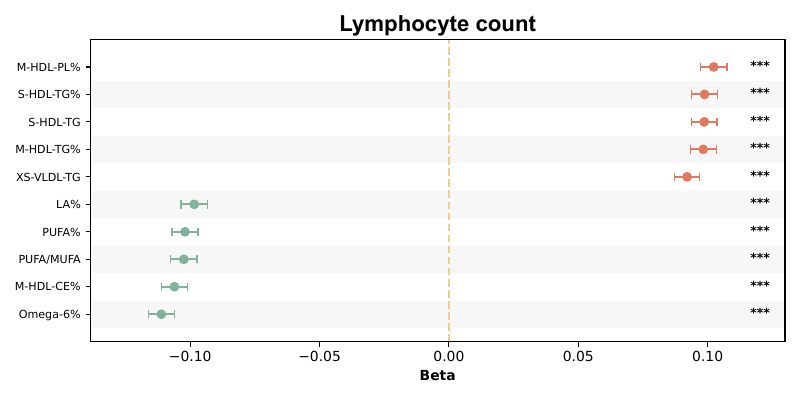 Lymphocyte count
M-HDL-PL% ***
S-HDL-TG% ***
S-HDL-TG ***
M-HDL-TG% ***
XS-VLDL-TG ***
LA% ***
PUFA% ***
PUFA/MUFA ***
M-HDL-CE% ***
Omega-6% ***
−0.10 −0.05 0.00 0.05 0.10
Beta